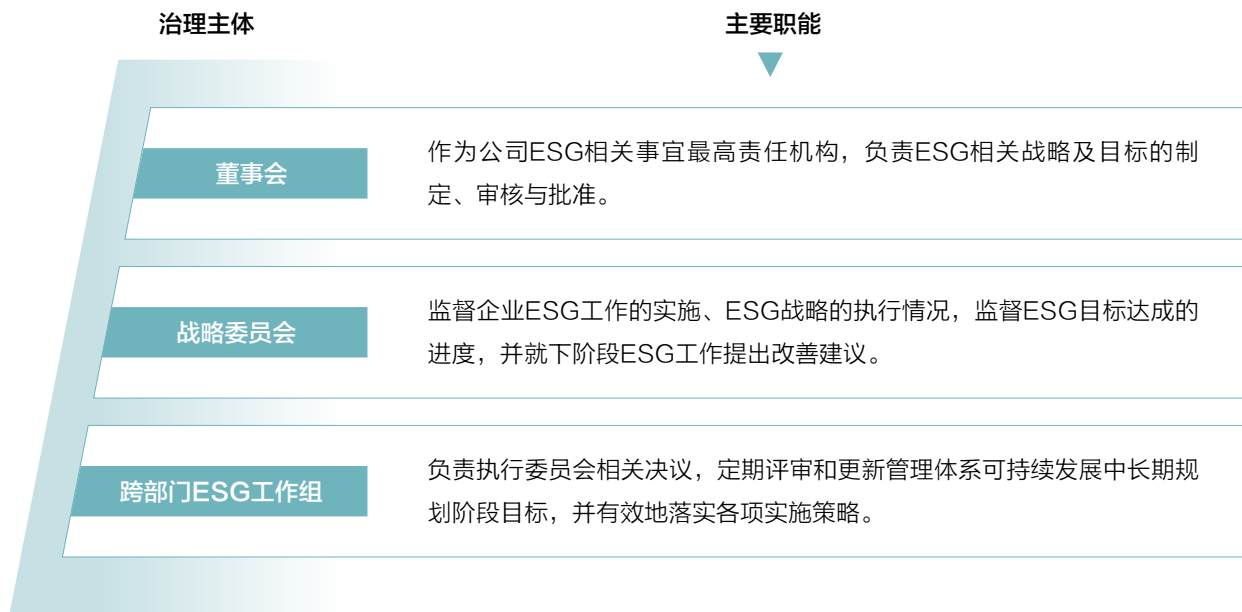 治理主体
主要职能
董事会
作为公司ESG相关事宜最高责任机构，负责ESG相关战略及目标的制
定、审核与批准。
战略委员会
监督企业ESG工作的实施、ESG战略的执行情况，监督ESG目标达成的
进度，并就下阶段ESG工作提出改善建议。
跨部门ESG工作组
负责执行委员会相关决议，定期评审和更新管理体系可持续发展中长期规
划阶段目标，并有效地落实各项实施策略。